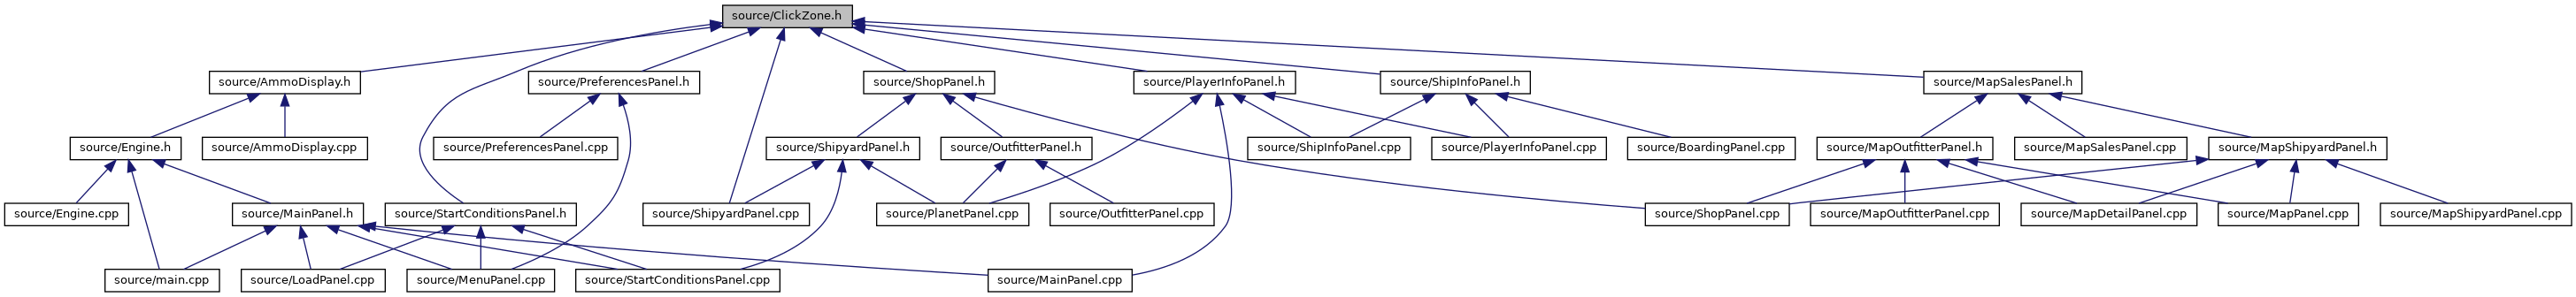 source/ClickZone.h
source/AmmoDisplay.h
source/PreferencesPanel.h
source/ShopPanel.h
source/PlayerInfoPanel.h
source/ShipInfoPanel.h
source/MapSalesPanel.h
source/Engine.h
source/AmmoDisplay.cpp
source/PreferencesPanel.cpp
source/ShipyardPanel.h
source/OutfitterPanel.h
source/ShipInfoPanel.cpp
source/PlayerInfoPanel.cpp
source/BoardingPanel.cpp
source/MapOutfitterPanel.h
source/MapSalesPanel.cpp
source/MapShipyardPanel.h
source/Engine.cpp
source/MainPanel.h
source/StartConditionsPanel.h
source/ShipyardPanel.cpp
source/PlanetPanel.cpp
source/OutfitterPanel.cpp
source/ShopPanel.cpp
source/MapOutfitterPanel.cpp
source/MapDetailPanel.cpp
source/MapPanel.cpp
source/MapShipyardPanel.cpp
source/main.cpp
source/LoadPanel.cpp
source/MenuPanel.cpp
source/StartConditionsPanel.cpp
source/MainPanel.cpp